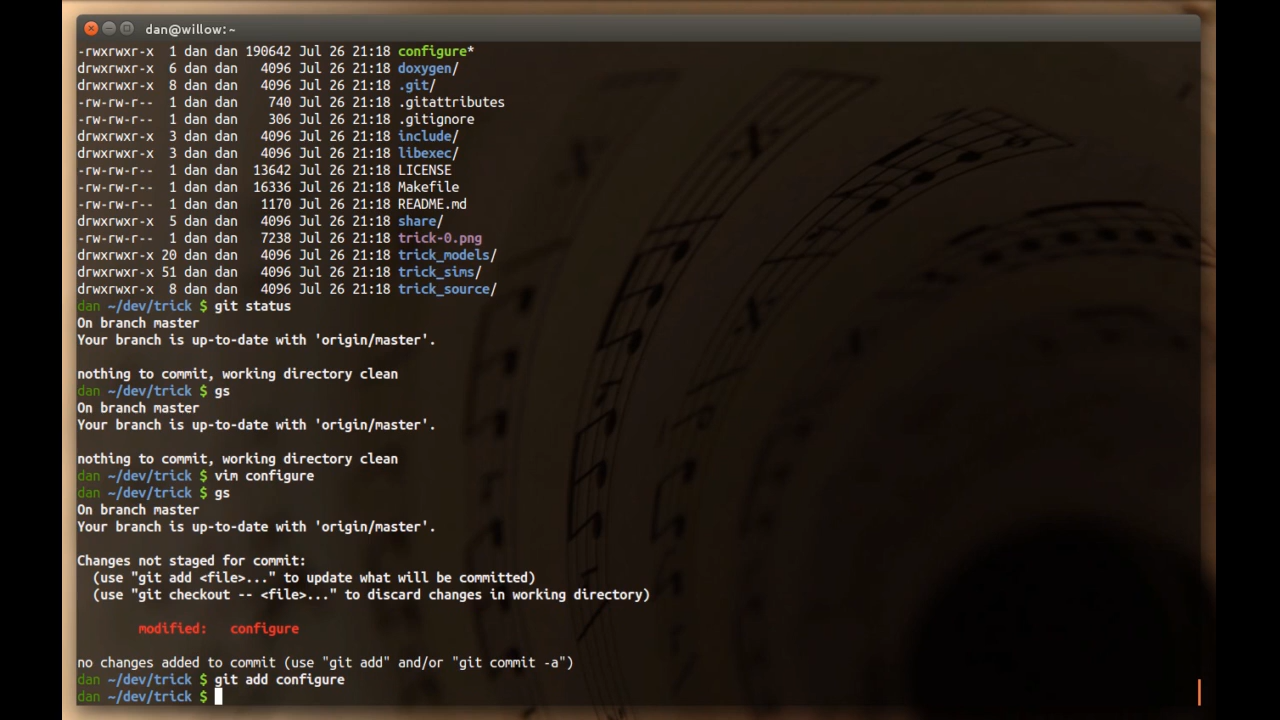 dan@willow: ~
-rwxrwxr-x  1 dan dan 190642 Jul 26 21:18 configure*
drwxrwxr-x  6 dan dan   4096 Jul 26 21:18 doxygen/
drwxrwxr-x  8 dan dan   4096 Jul 26 21:18 .git/
-rw-rw-r--  1 dan dan    740 Jul 26 21:18 .gitattributes
-rw-rw-r--  1 dan dan    306 Jul 26 21:18 .gitignore
drwxrwxr-x  3 dan dan   4096 Jul 26 21:18 include/
drwxrwxr-x  3 dan dan   4096 Jul 26 21:18 libexec/
-rw-rw-r--  1 dan dan  13642 Jul 26 21:18 LICENSE
-rw-rw-r--  1 dan dan  16336 Jul 26 21:18 Makefile
-rw-rw-r--  1 dan dan   1170 Jul 26 21:18 README.md
drwxrwxr-x  5 dan dan   4096 Jul 26 21:18 share/
-rw-rw-r--  1 dan dan   7238 Jul 26 21:18 trick-0.png
drwxrwxr-x 20 dan dan   4096 Jul 26 21:18 trick_models/
drwxrwxr-x 51 dan dan   4096 Jul 26 21:18 trick_sims/
drwxrwxr-x  8 dan dan   4096 Jul 26 21:18 trick_source/
dan ~/dev/trick $ git status
On branch master
Your branch is up-to-date with 'origin/master'.
nothing to commit, working directory clean
dan ~/dev/trick $ gs
On branch master
Your branch is up-to-date with 'origin/master'.
nothing to commit, working directory clean
dan ~/dev/trick $ vim configure
dan ~/dev/trick $ gs
On branch master
Your branch is up-to-date with 'origin/master'.
Changes not staged for commit:
  (use "git add <file>..." to update what will be committed)
  (use "git checkout -- <file>..." to discard changes in working directory)
        modified:   configure
no changes added to commit (use "git add" and/or "git commit -a")
dan ~/dev/trick $ git add configure
dan ~/dev/trick $